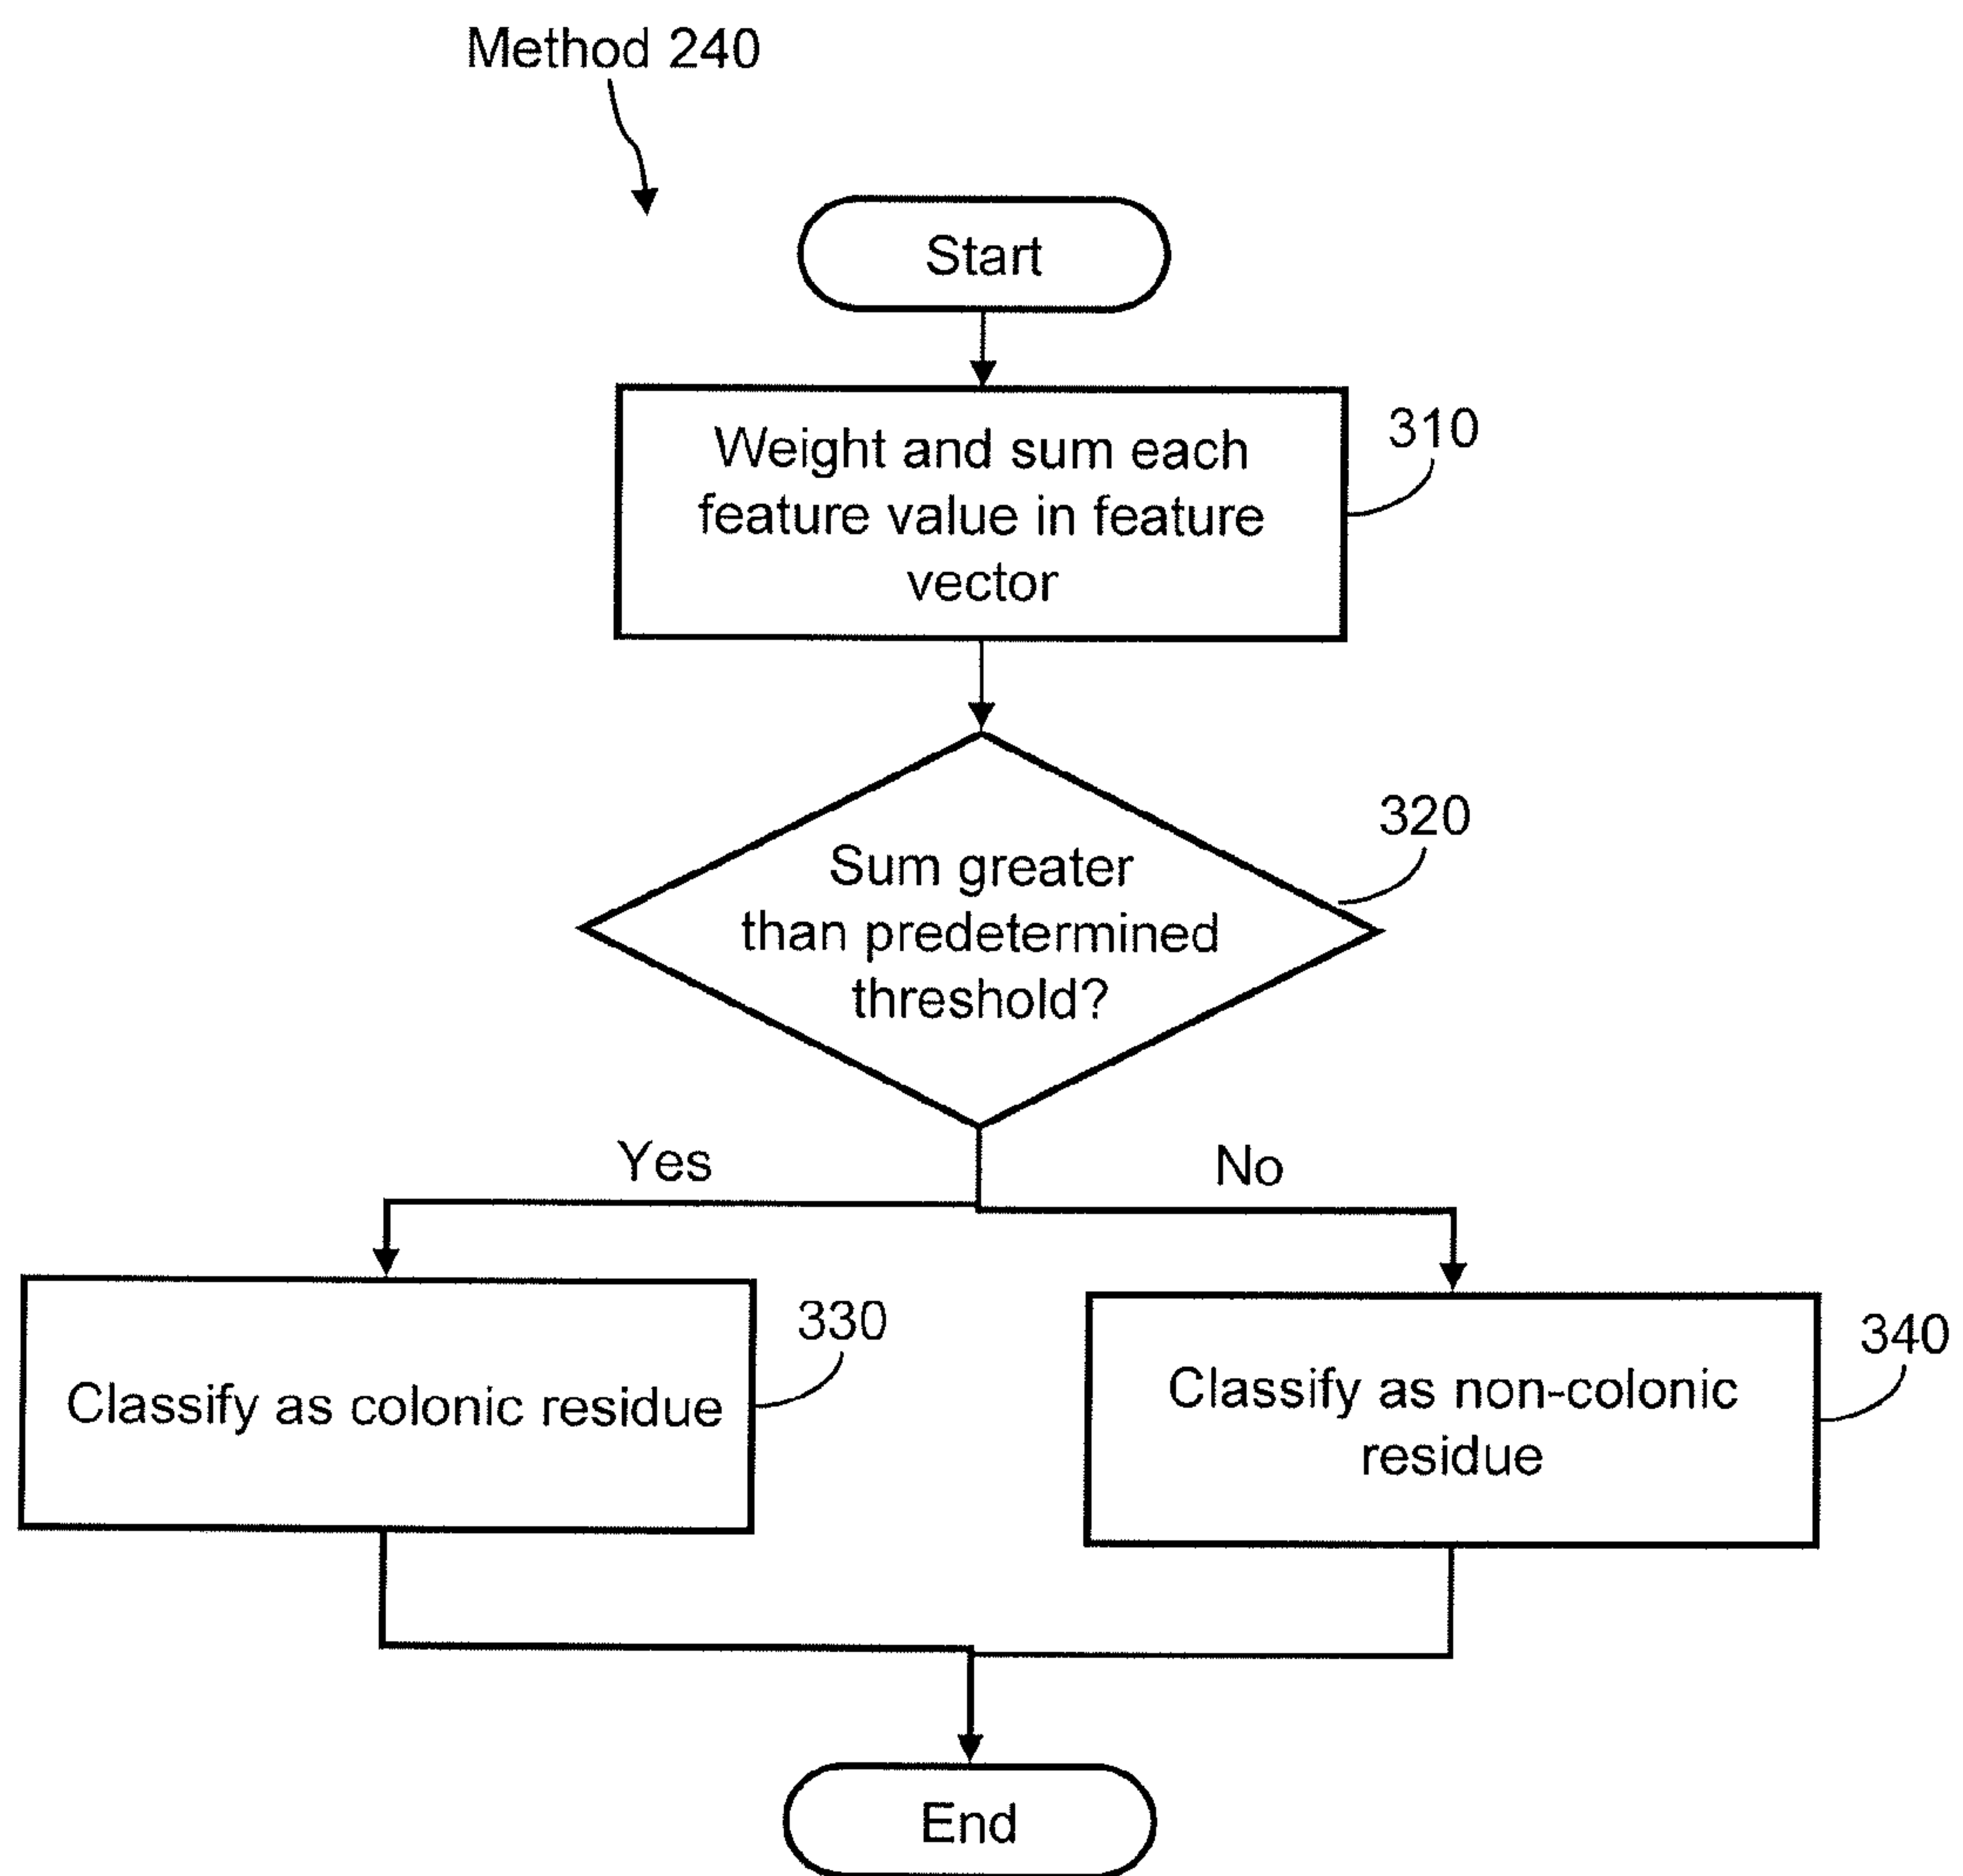 Method 240
Start
Weight and sum each
feature value in feature
vector
310
Sum greater
than predetermined
threshold?
320
Yes
No
Classify as colonic residue
330
Classify as non-colonic
residue
340
End